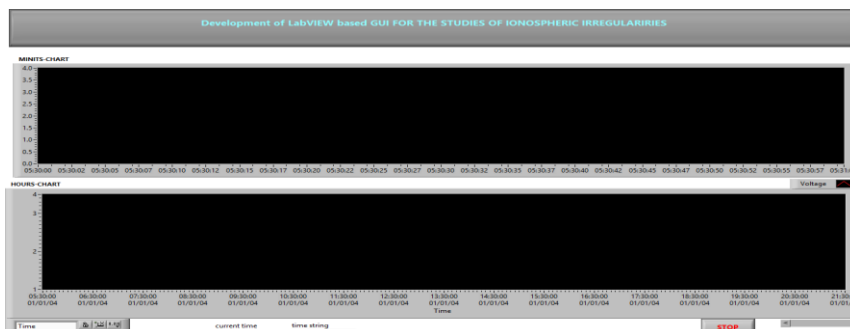 Development of LabVIEW based GUI FOR THE STUDIES OF IONOSPHERIC IRREGULARIRIES
MINITS-CHART
4.0
3.5
3.0
2.5
2.0
1.5
1.0
0.5
0.0
05:30:00 05:30:02 05:30:05 05:30:07 05:30:10 05:30:12 05:30:15 05:30:17 05:30:20 05:30:22 05:30:25 05:30:27 05:30:30 05:30:32 05:30:35 05:30:37 05:30:40 05:30:42 05:30:45 05:30:47 05:30:50 05:30:52 05:30:55 05:30:57
HOURS-CHART
Voltage
4
3
2
1
05:30:00 06:30:00 07:30:00 08:30:00 09:30:00 10:30:00 11:30:00 12:30:00 13:30:00 14:30:00 15:30:00 16:30:00 17:30:00 18:30:00 19:30:00 20:30:00
01/01/04 01/01/04 01/01/04 01/01/04 01/01/04 01/01/04 01/01/04 01/01/04 01/01/04 01/01/04 01/01/04 01/01/04 01/01/04 01/01/04 01/01/04 01/01/04
Time
Time current time time string STOP